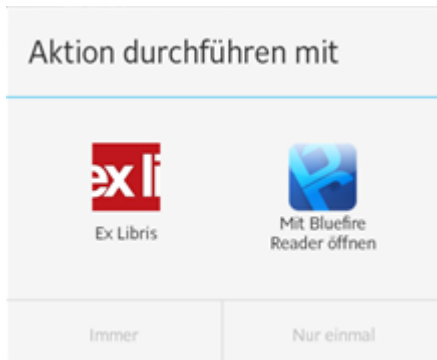 Aktion durchführen mit
ex li
Ex Libris
Mit Bluefire
Reader öffnen
Immer
Nur einmal